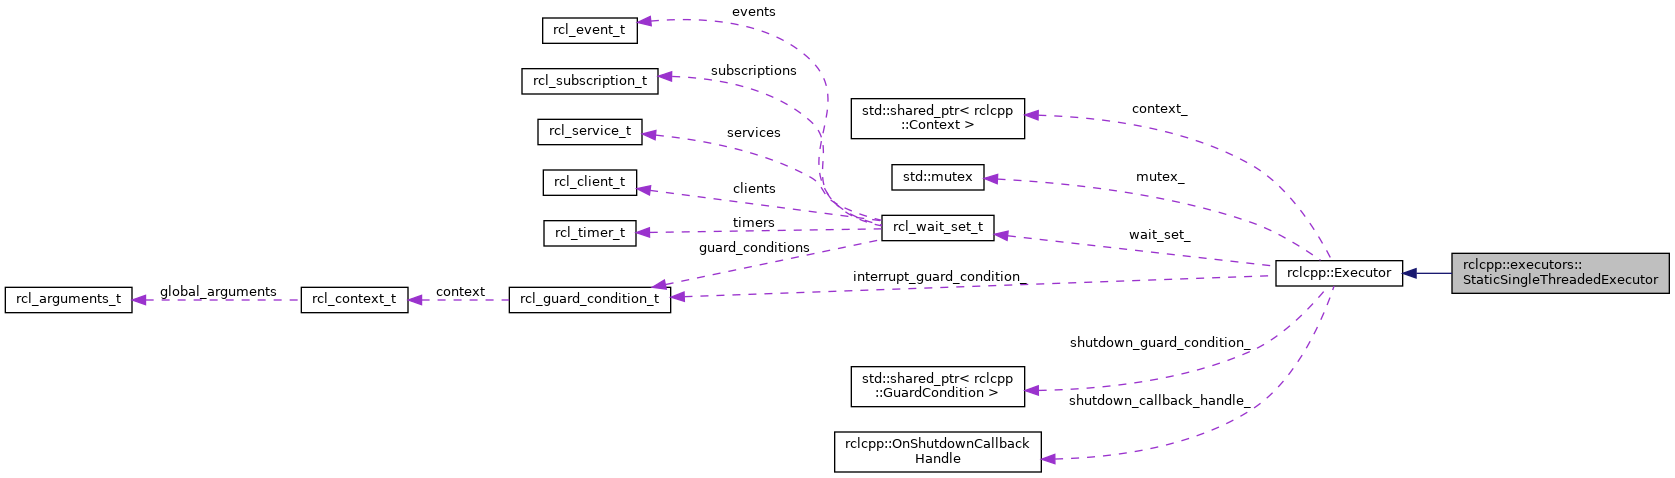 events
rcl_event_t
subscriptions
rcl_subscription_t
std::shared_ptr< rclcpp
::Context >
context_
services
rcl_service_t
std::mutex
mutex_
rcl_client_t
clients
timers
rcl_timer_t
rcl_wait_set_t
wait_set_
guard_conditions
interrupt_guard_condition_
rclcpp::Executor
rclcpp::executors::
StaticSingleThreadedExecutor
rcl_arguments_t
global_arguments
rcl_context_t
context
rcl_guard_condition_t
shutdown_guard_condition_
std::shared_ptr< rclcpp
::GuardCondition >
shutdown_callback_handle_
rclcpp::OnShutdownCallback
Handle